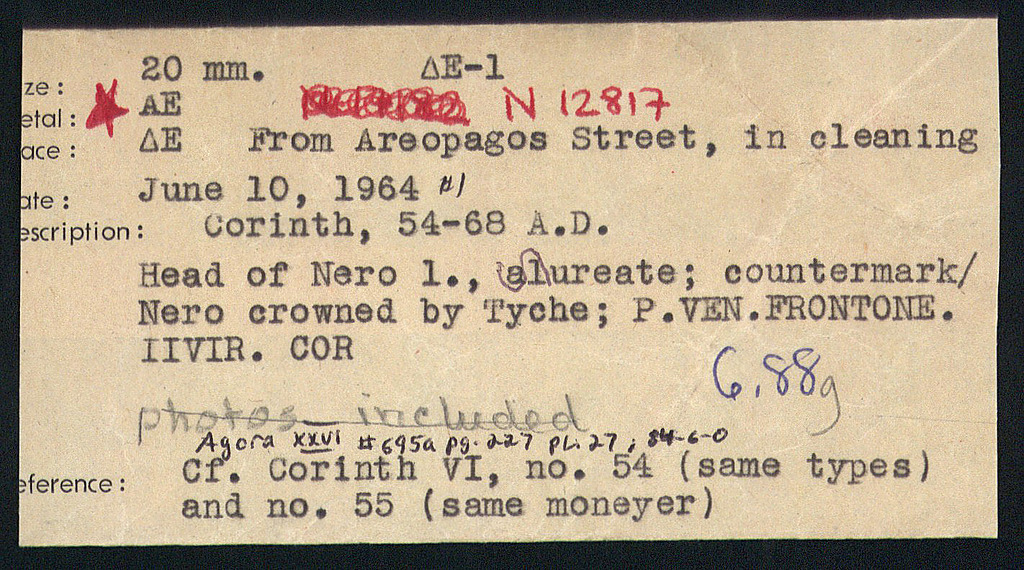 ze: 20 mm. ΔE-1
etal: AE N 12817
ace: ΔE From Areopagos Street, in cleaning
ate: June 10, 1964 #1
escription: Corinth, 54-68 A.D.
Head of Nero l., alureate; countermark/
Nero crowned by Tyche; P.VEN.FRONTONE.
IIVIR. COR
6.88g
photos included
Agora XXVI #695a pg. 227 pl. 27; 84-6-0
eference: Cf. Corinth VI, no. 54 (same types)
and no. 55 (same moneyer)